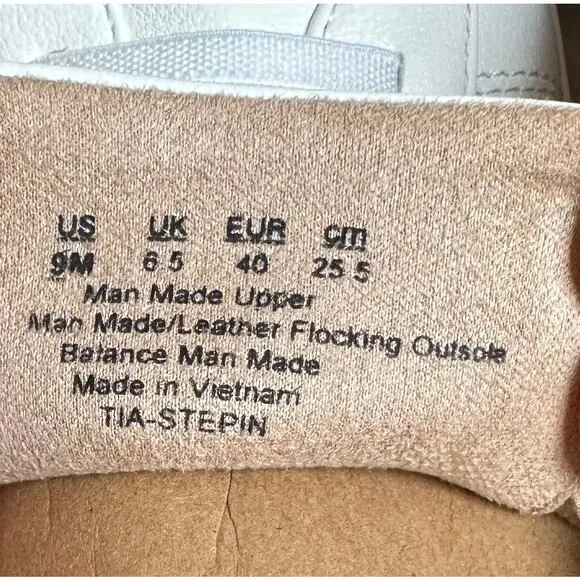 US UK EUR cm
9M 6 5 40 25 5
Man Made Upper
Man Made/Leather Flocking Outsole
Balance Man Made
Made in Vietnam
TIA-STEPIN